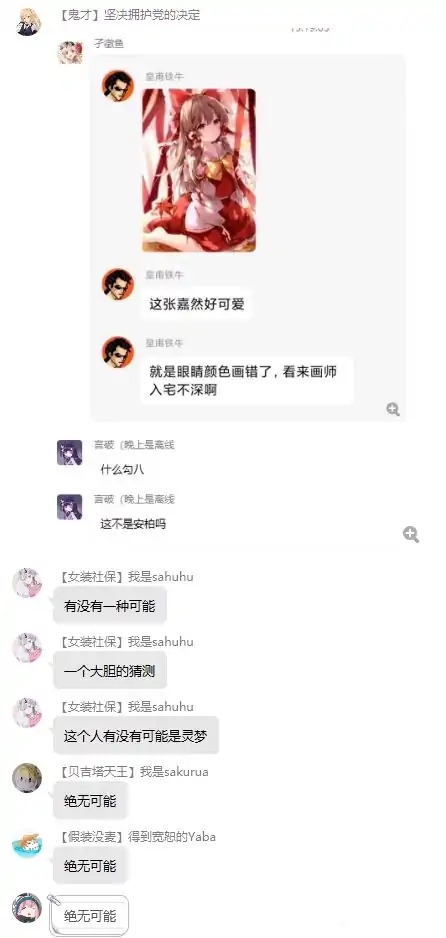 【鬼才】坚决拥护党的决定
子徽鱼
皇甫铁牛
皇甫铁牛
这张嘉然好可爱
皇甫铁牛
就是眼睛颜色画错了，看来画师
入宅不深啊
言破（晚上是离线
什么勾八
言破（晚上是离线
这不是安柏吗
【女装社保】我是sahuhu
有没有一种可能
【女装社保】我是sahuhu
一个大胆的猜测
【女装社保】我是sahuhu
这个人有没有可能是灵梦
【贝吉塔天王】我是sakurua
绝无可能
【假装没麦】得到宽恕的Yaba
绝无可能
绝无可能